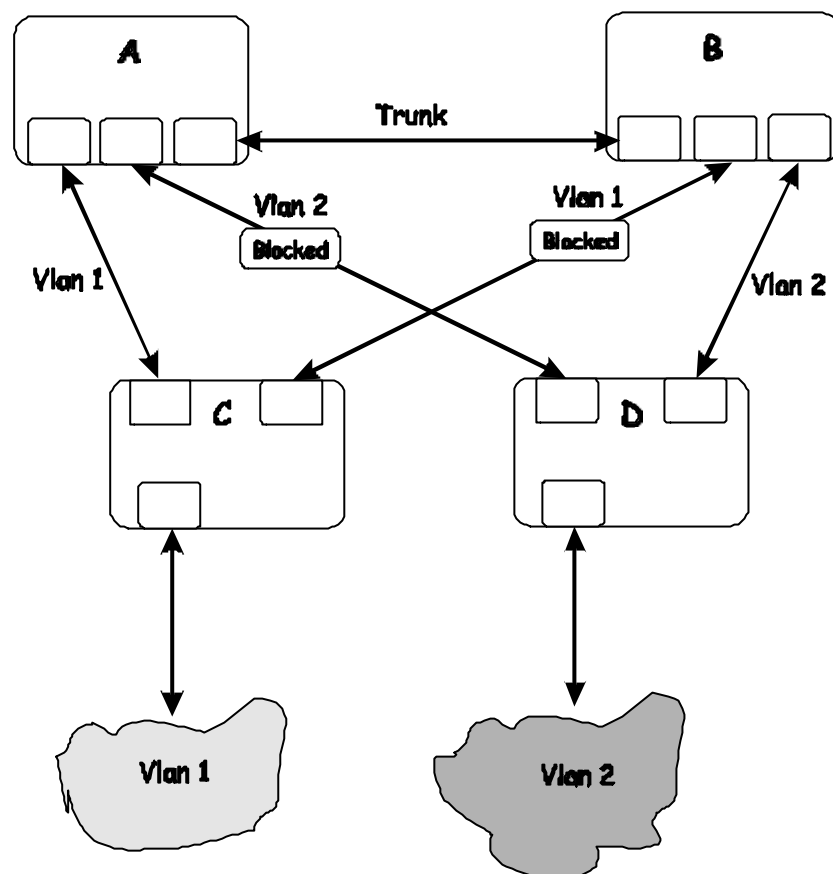 A
B
Trunk
Vlan 2
Vlan 1
Blocked
Blocked
Vlan 1
Vlan 2
C
D
Vlan 1
Vlan 2